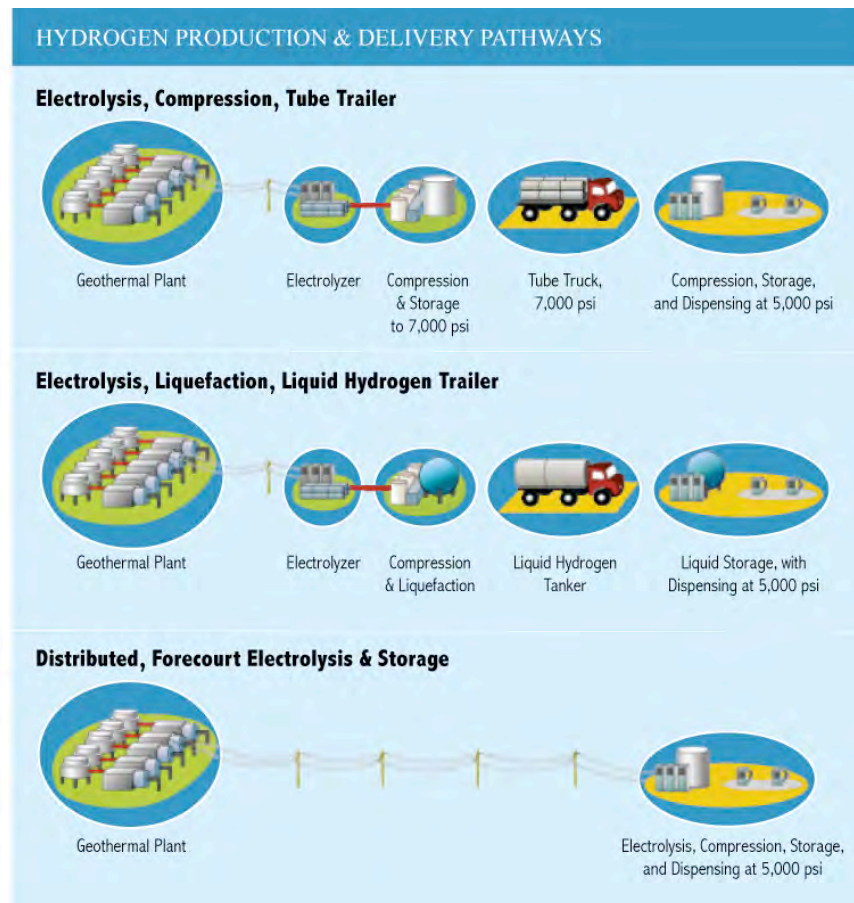 HYDROGEN PRODUCTION & DELIVERY PATHWAYS
Electrolysis, Compression, Tube Trailer
Geothermal Plant
Electrolyzer
Compression
& Storage
to 7,000 psi
Tube Truck,
7,000 psi
Compression, Storage,
and Dispensing at 5,000 psi
Electrolysis, Liquefaction, Liquid Hydrogen Trailer
Geothermal Plant
Electrolyzer
Compression
& Liquefaction
Liquid Hydrogen
Tanker
Liquid Storage, with
Dispensing at 5,000 psi
Distributed, Forecourt Electrolysis & Storage
Geothermal Plant
Electrolysis, Compression, Storage,
and Dispensing at 5,000 psi